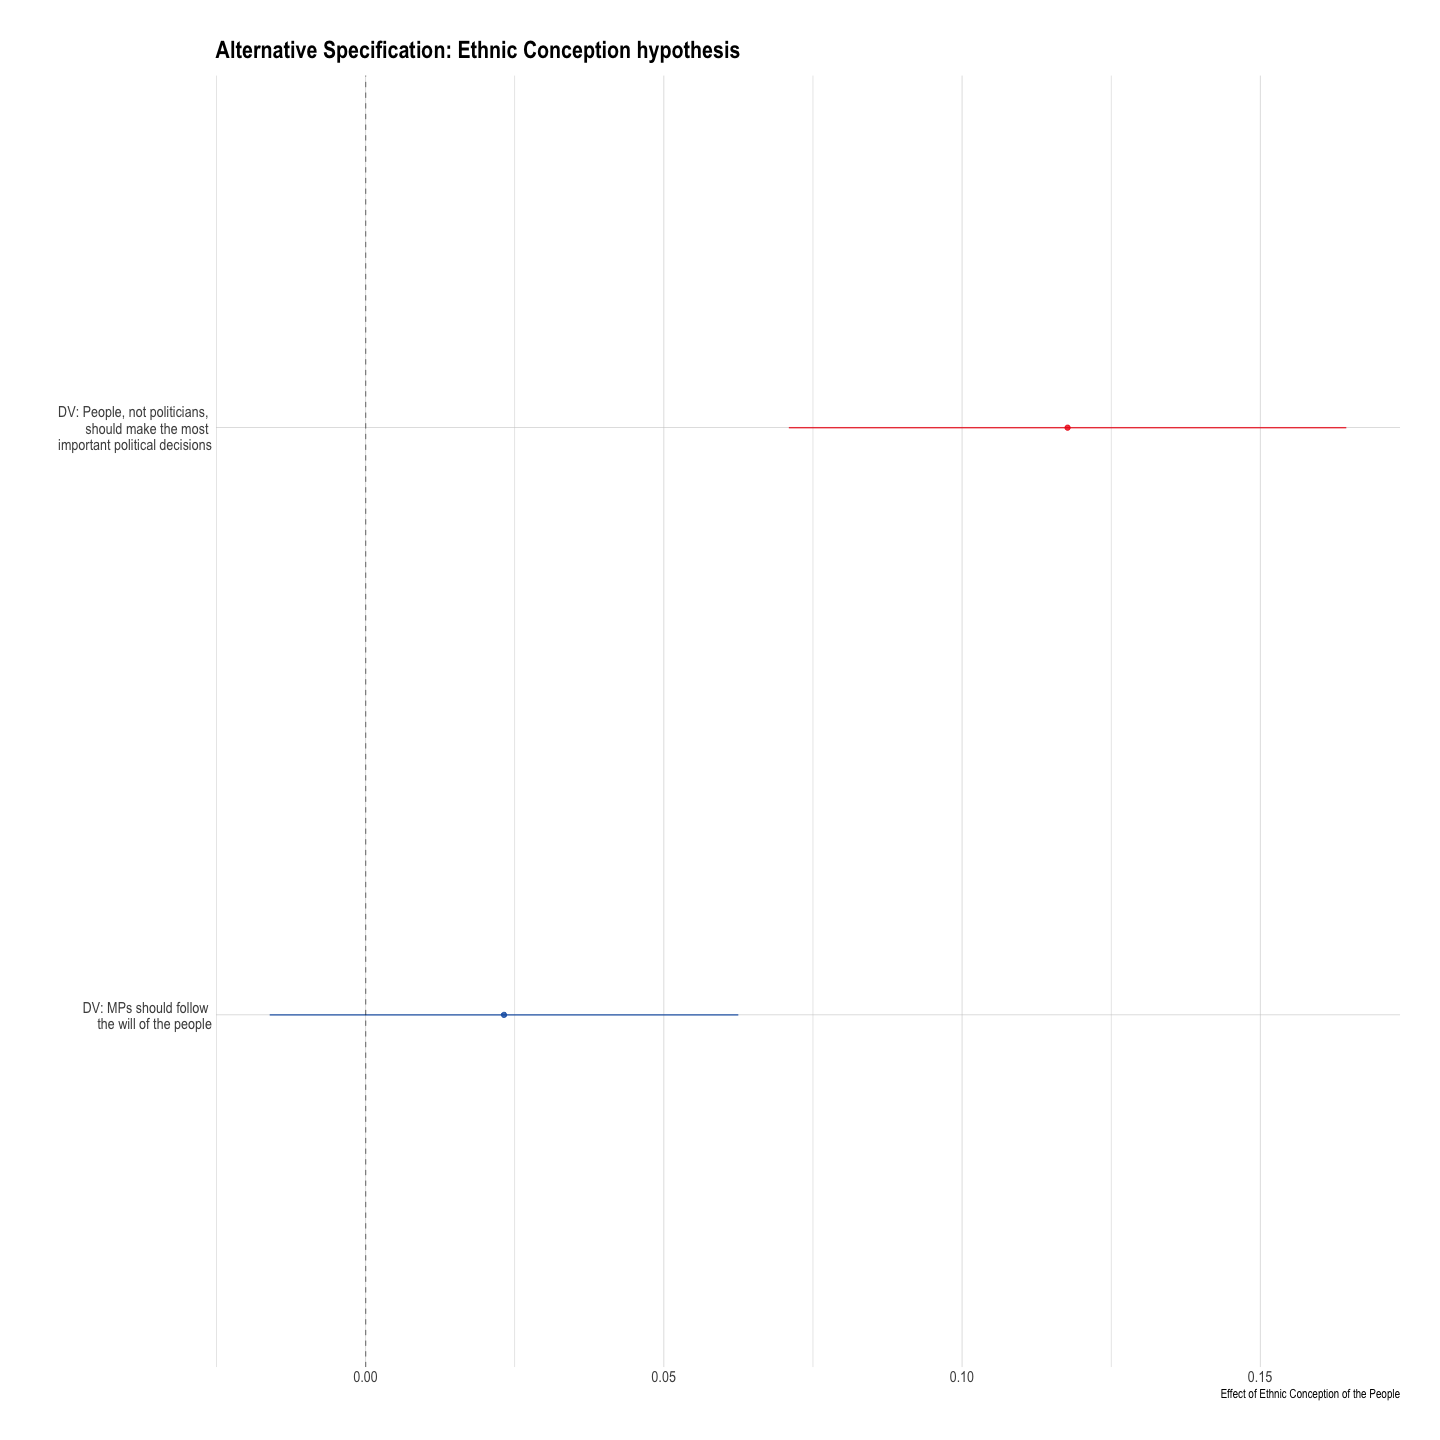 Alternative Specification: Ethnic Conception hypothesis
DV: People, not politicians,
should make the most
important political decisions
DV: MPs should follow
the will of the people
0.00
0.05
0.10
0.15
Effect of Ethnic Conception of the People